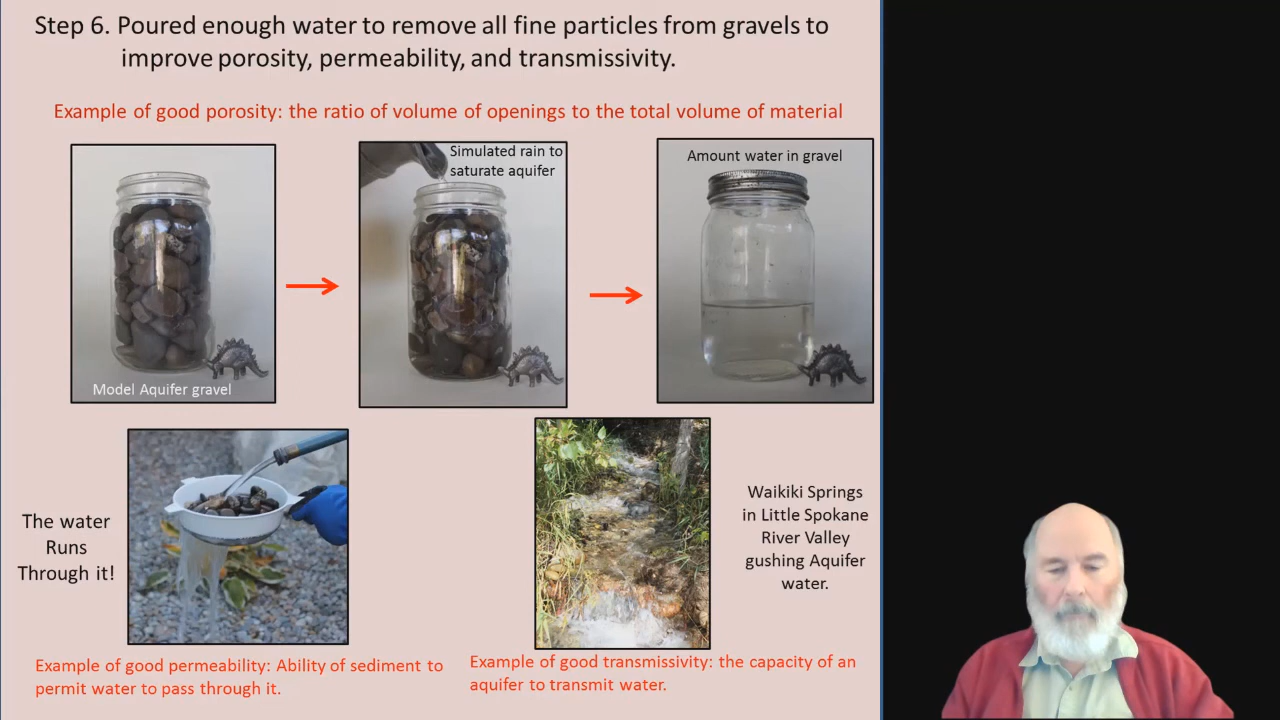 Step 6. Poured enough water to remove all fine particles from gravels to
improve porosity, permeability, and transmissivity.
Example of good porosity: the ratio of volume of openings to the total volume of material
Simulated rain to
saturate aquifer
Amount water in gravel
Model Aquifer gravel
The water
Runs
Through it!
Waikiki Springs
in Little Spokane
River Valley
gushing Aquifer
water.
Example of good permeability: Ability of sediment to
permit water to pass through it.
Example of good transmissivity: the capacity of an
aquifer to transmit water.